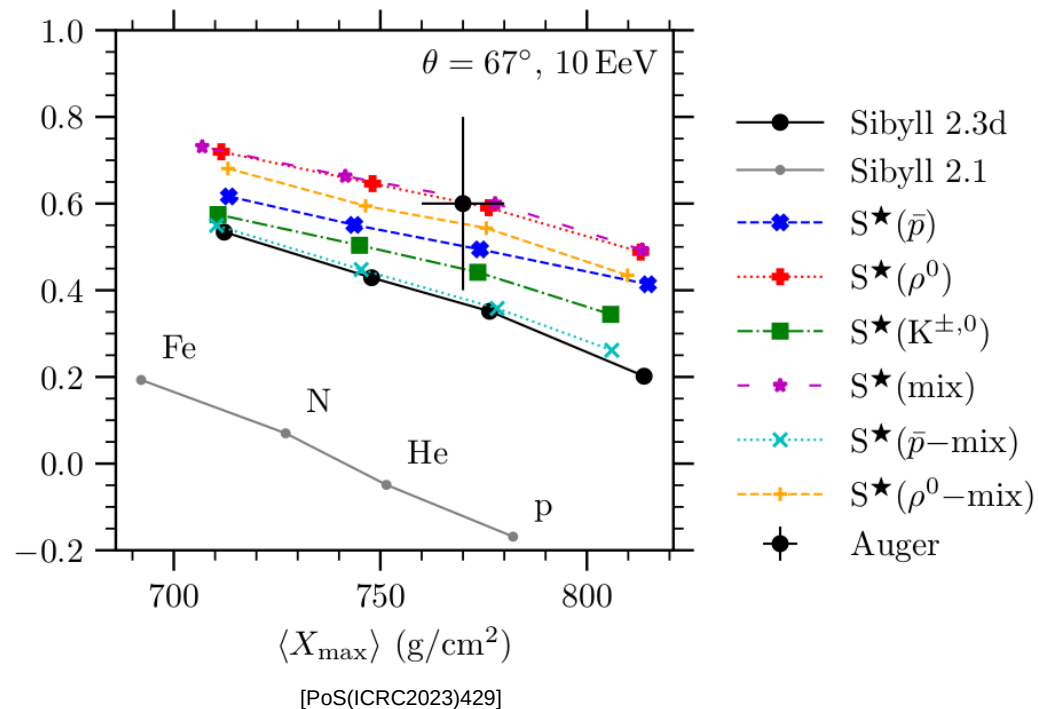 θ = 67°, 10 EeV
1.0
0.8
0.6
0.4
0.2
0.0
−0.2
Fe
N
He
p
700 750 800
⟨X_max⟩ (g/cm²)
Sibyll 2.3d
Sibyll 2.1
S★(p̄)
S★(ρ⁰)
S★(K±,⁰)
S★(mix)
S★(p̄−mix)
S★(ρ⁰−mix)
Auger
[PoS(ICRC2023)429]